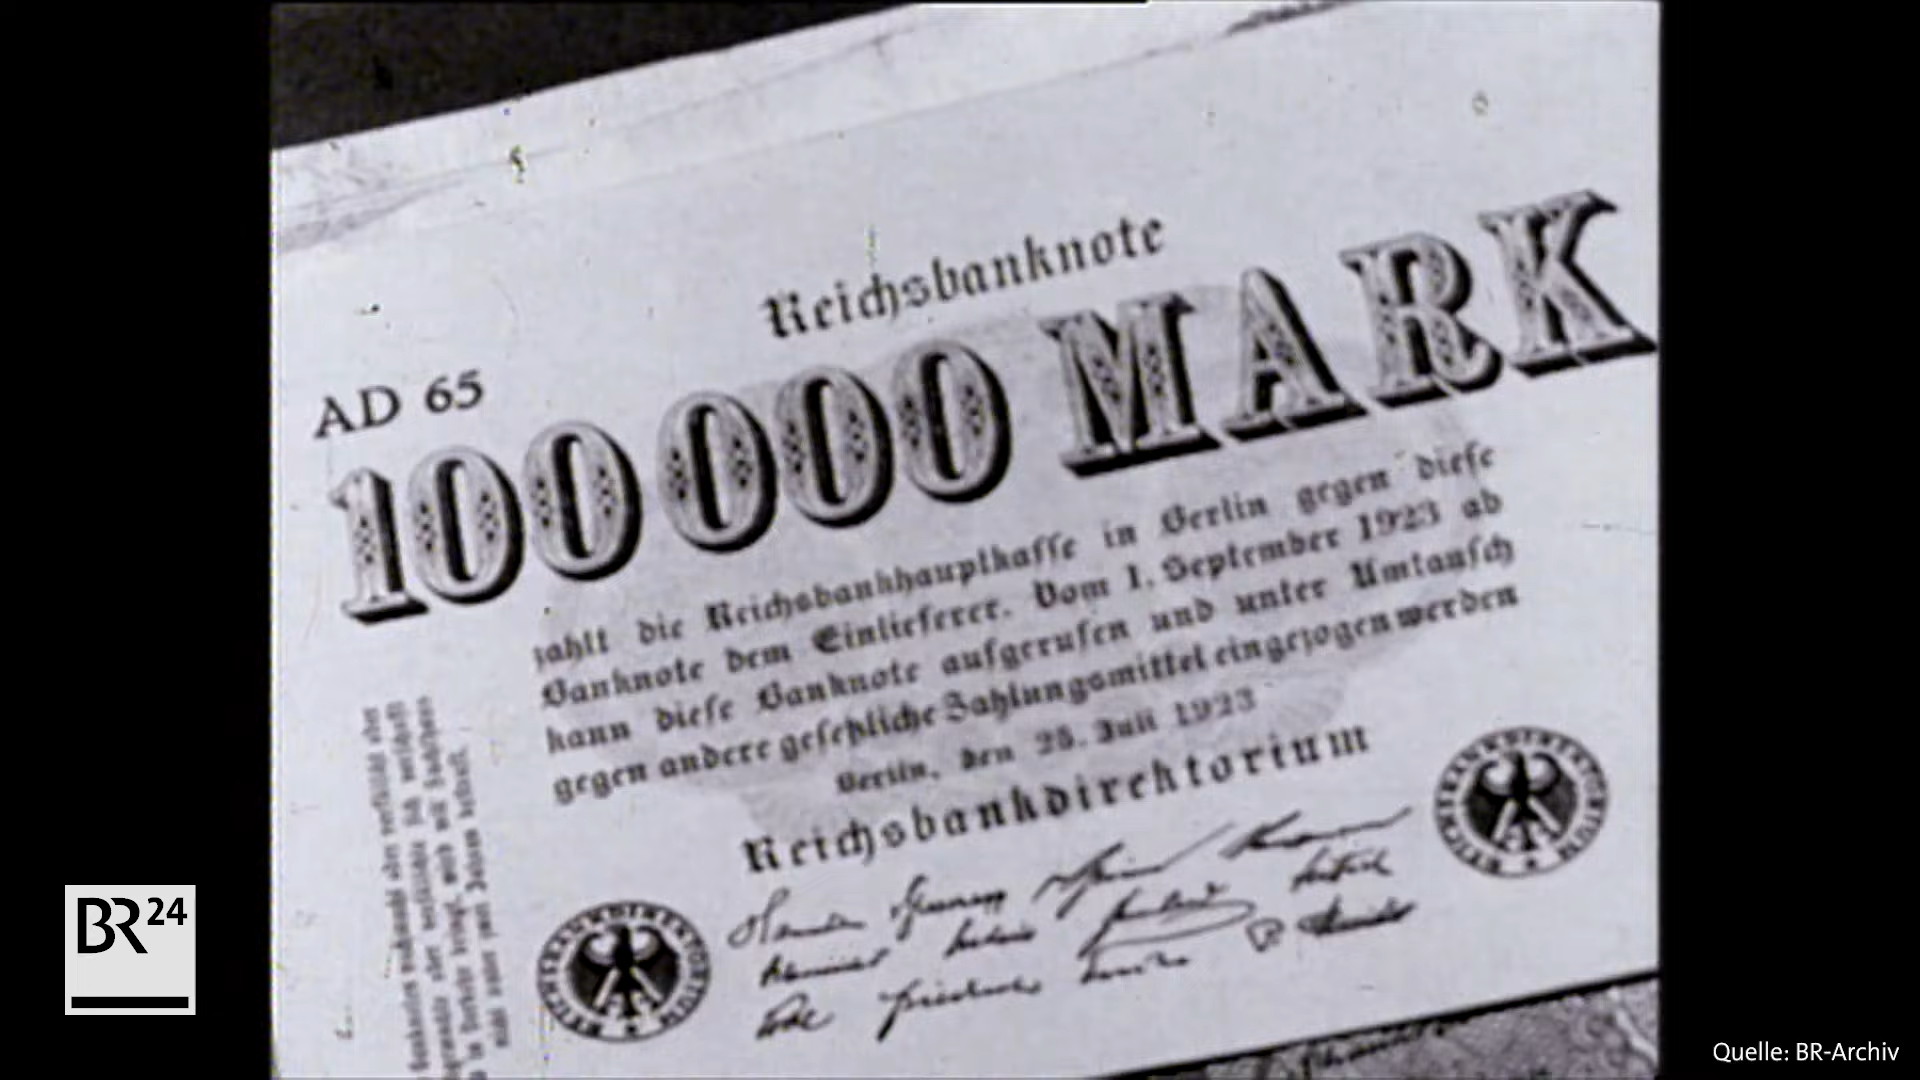 Reichsbanknote
AD 65
100000 MARK
zahlt die Reichsbankhauptkasse in Berlin gegen diese
Banknote dem Einlieferer. Vom 1. September 1923 ab
kann diese Banknote aufgerufen und unter Umtausch
gegen andere gesetzliche Zahlungsmittel eingezogen werden
Berlin, den 25. Juli 1923
Reichsbankdirektorium
REICHSBANKDIREKTORIUM
REICHSBANKDIREKTORIUM
BR24
Quelle: BR-Archiv